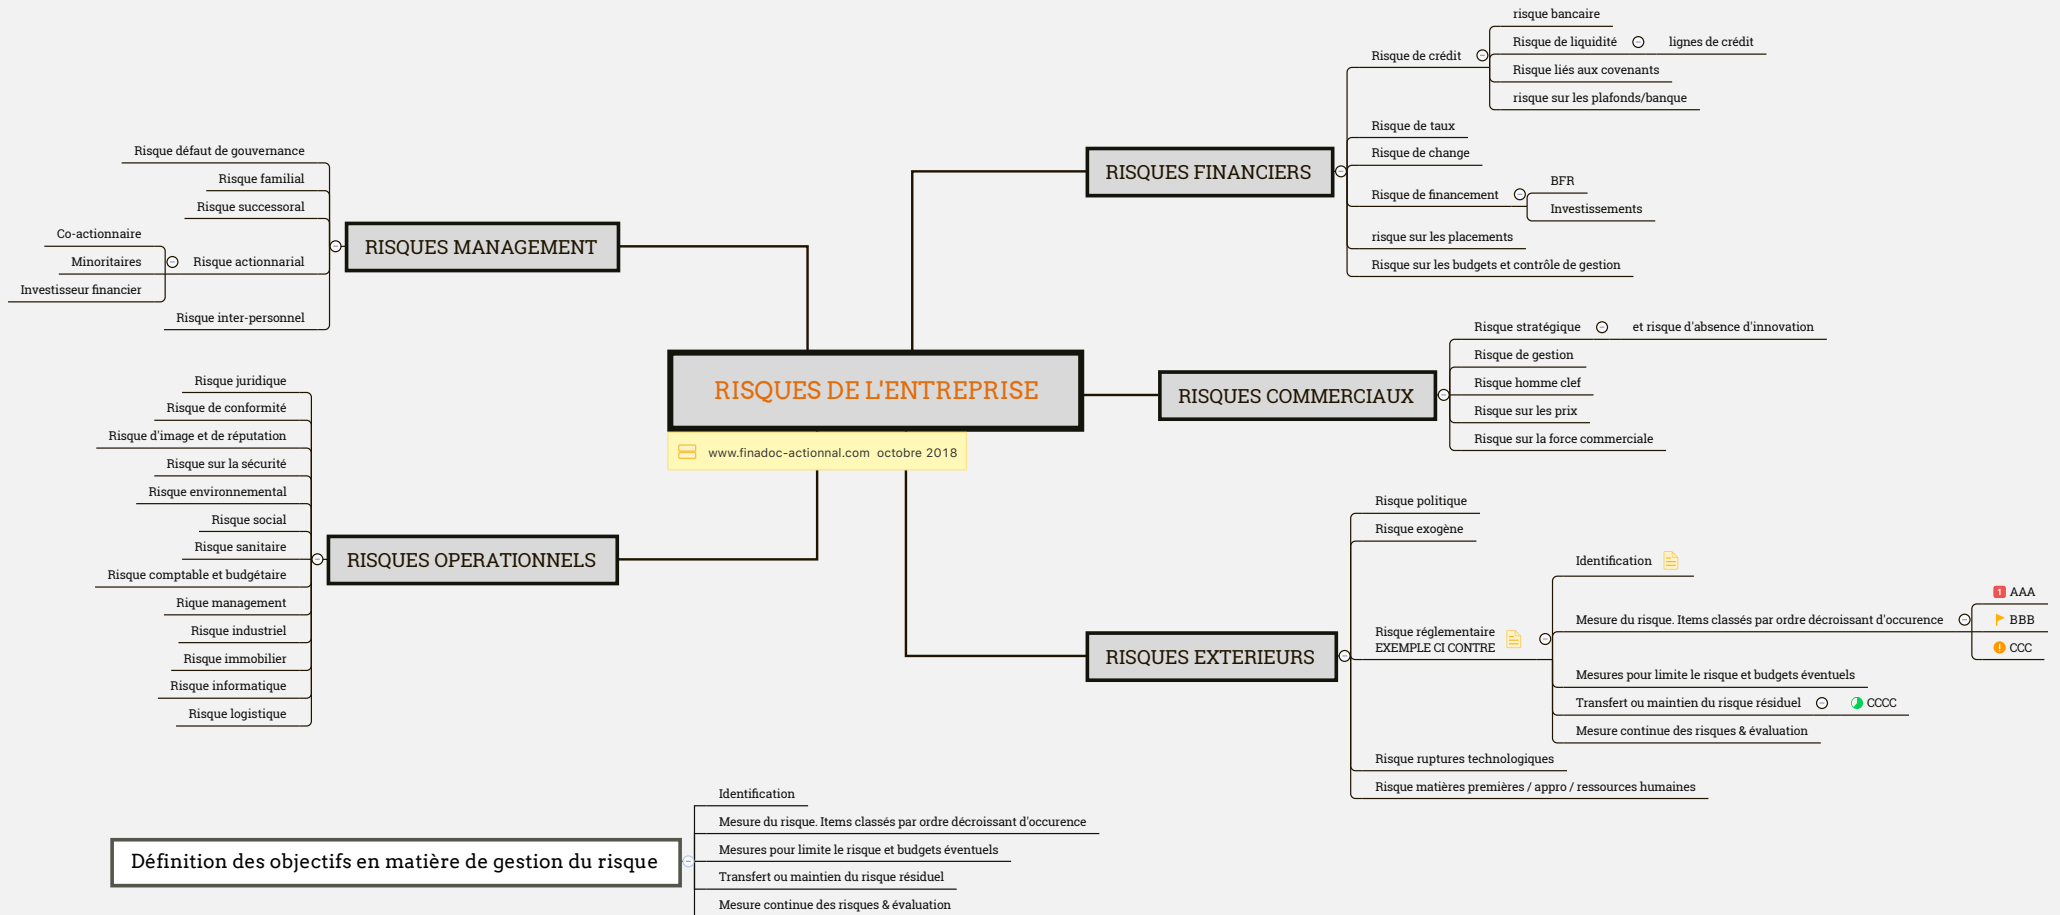 RISQUES DE L'ENTREPRISE
www.finadoc-actionnal.com octobre 2018
RISQUES FINANCIERS
Risque de crédit
risque bancaire
Risque de liquidité
lignes de crédit
Risque liés aux covenants
risque sur les plafonds/banque
Risque de taux
Risque de change
Risque de financement
BFR
Investissements
risque sur les placements
Risque sur les budgets et contrôle de gestion
RISQUES COMMERCIAUX
Risque stratégique
et risque d'absence d'innovation
Risque de gestion
Risque homme clef
Risque sur les prix
Risque sur la force commerciale
RISQUES EXTERIEURS
Risque politique
Risque exogène
Risque réglementaire
EXEMPLE CI CONTRE
Identification
Mesure du risque. Items classés par ordre décroissant d'occurence
1 AAA
BBB
! CCC
Mesures pour limite le risque et budgets éventuels
Transfert ou maintien du risque résiduel
CCCC
Mesure continue des risques & évaluation
Risque ruptures technologiques
Risque matières premières / appro / ressources humaines
RISQUES MANAGEMENT
Risque défaut de gouvernance
Risque familial
Risque successoral
Risque actionnarial
Co-actionnaire
Minoritaires
Investisseur financier
Risque inter-personnel
RISQUES OPERATIONNELS
Risque juridique
Risque de conformité
Risque d'image et de réputation
Risque sur la sécurité
Risque environnemental
Risque social
Risque sanitaire
Risque comptable et budgétaire
Rique management
Risque industriel
Risque immobilier
Risque informatique
Risque logistique
Définition des objectifs en matière de gestion du risque
Identification
Mesure du risque. Items classés par ordre décroissant d'occurence
Mesures pour limite le risque et budgets éventuels
Transfert ou maintien du risque résiduel
Mesure continue des risques & évaluation